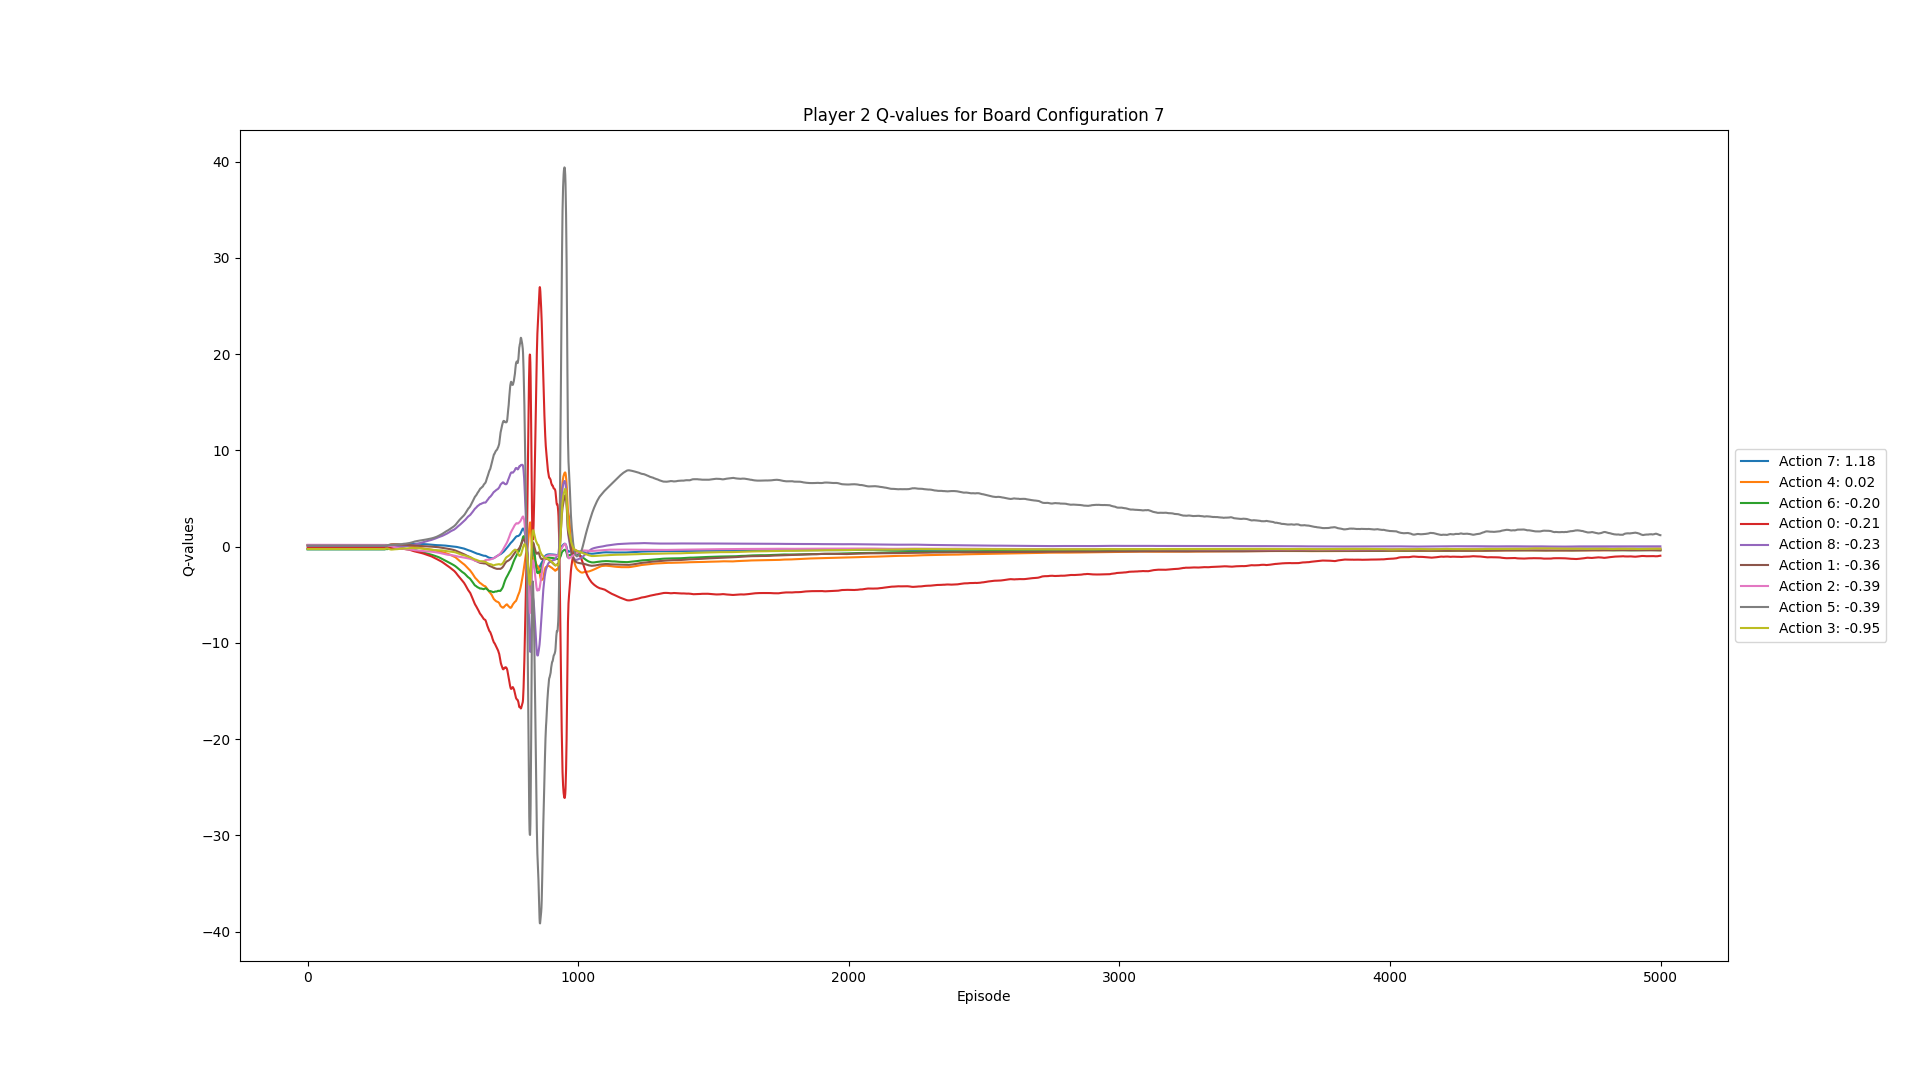 Player 2 Q-values for Board Configuration 7
40
30
20
10
0
−10
−20
−30
−40
Q-values
0
1000
2000
3000
4000
5000
Episode
Action 7: 1.18
Action 4: 0.02
Action 6: -0.20
Action 0: -0.21
Action 8: -0.23
Action 1: -0.36
Action 2: -0.39
Action 5: -0.39
Action 3: -0.95